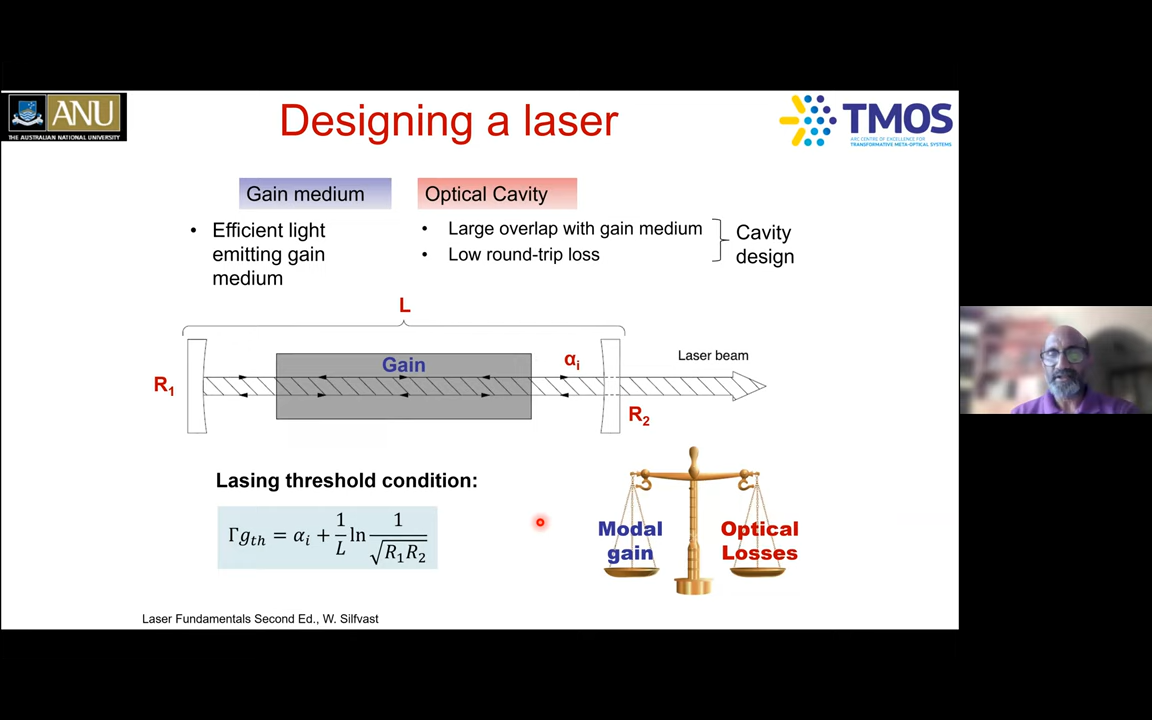 ANU
THE AUSTRALIAN NATIONAL UNIVERSITY
Designing a laser
TMOS
ARC CENTRE OF EXCELLENCE FOR
TRANSFORMATIVE META-OPTICAL SYSTEMS
Gain medium
Optical Cavity
• Efficient light
emitting gain
medium
• Large overlap with gain medium
• Low round-trip loss
Cavity
design
L
Gain
αi
Laser beam
R1
R2
Lasing threshold condition:
Γg_th = α_i + 1/L ln 1/√(R₁R₂)
Modal
gain
Optical
Losses
Laser Fundamentals Second Ed., W. Silfvast